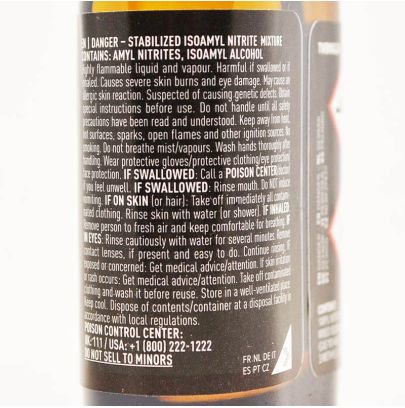 EN | DANGER – STABILIZED ISOAMYL NITRITE MIXTURE
CONTAINS: AMYL NITRITES, ISOAMYL ALCOHOL
Highly flammable liquid and vapour. Harmful if swallowed or if
inhaled. Causes severe skin burns and eye damage. May cause an
allergic skin reaction. Suspected of causing genetic defects. Obtain
special instructions before use. Do not handle until all safety
precautions have been read and understood. Keep away from heat,
hot surfaces, sparks, open flames and other ignition sources. No
smoking. Do not breathe mist/vapours. Wash hands thoroughly after
handling. Wear protective gloves/protective clothing/eye protection/
face protection. IF SWALLOWED: Call a POISON CENTER/doctor
if you feel unwell. IF SWALLOWED: Rinse mouth. Do NOT induce
vomiting. IF ON SKIN (or hair): Take off immediately all contami-
nated clothing. Rinse skin with water (or shower). IF INHALED:
Remove person to fresh air and keep comfortable for breathing. IF
IN EYES: Rinse cautiously with water for several minutes. Remove
contact lenses, if present and easy to do. Continue rinsing. IF
exposed or concerned: Get medical advice/attention. If skin irritation
or rash occurs: Get medical advice/attention. Take off contaminated
clothing and wash it before reuse. Store in a well-ventilated place.
Keep cool. Dispose of contents/container at a disposal facility in
accordance with local regulations.
POISON CONTROL CENTER:
UK-111 / USA: +1 (800) 222-1222
DO NOT SELL TO MINORS
FR NL DE IT
ES PT CZ